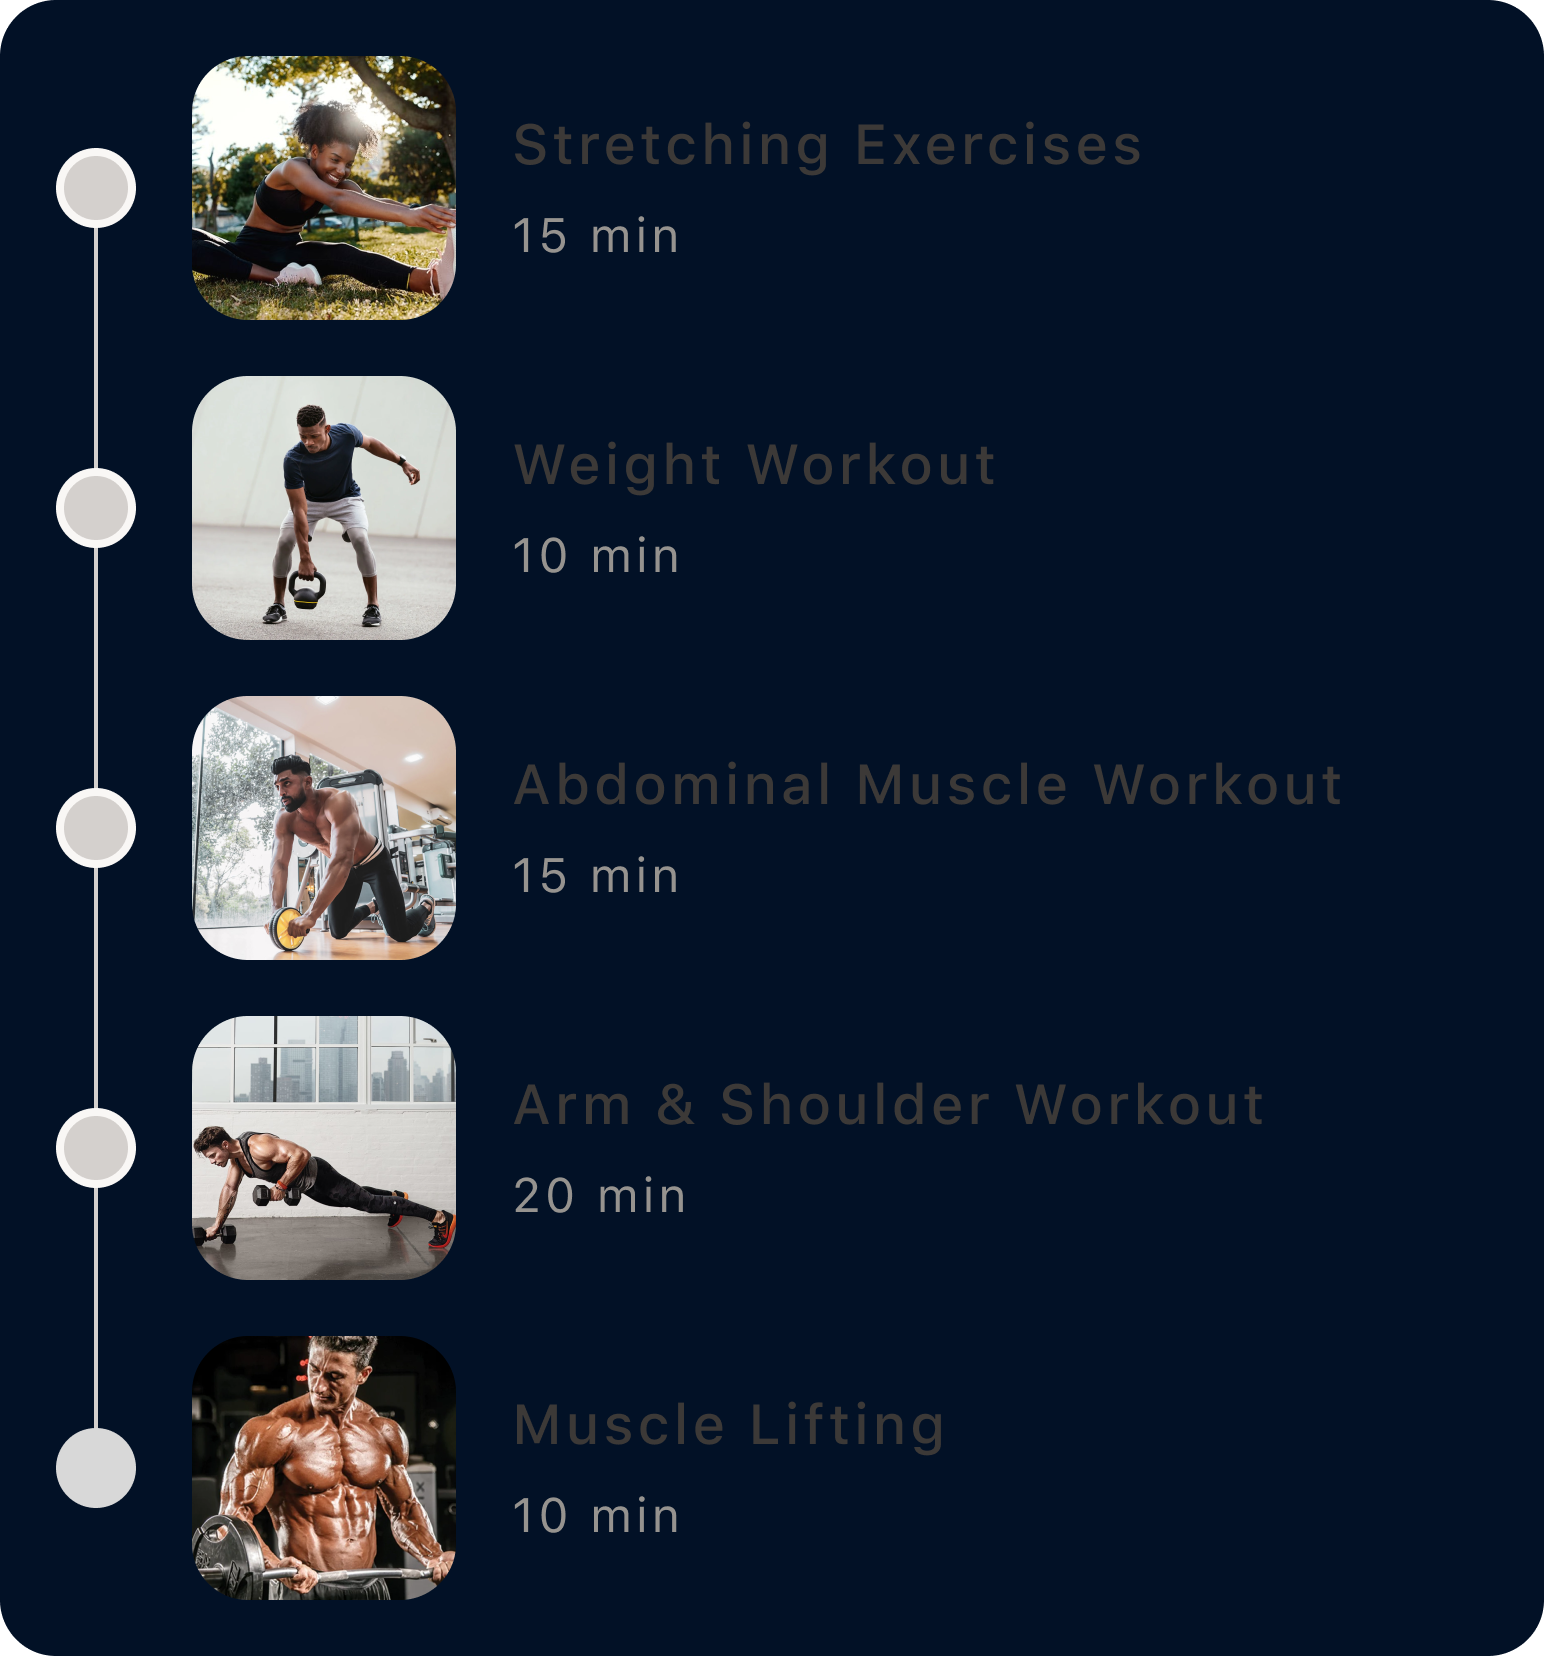 Stretching Exercises
15 min
Weight Workout
10 min
Abdominal Muscle Workout
15 min
Arm & Shoulder Workout
20 min
Muscle Lifting
10 min